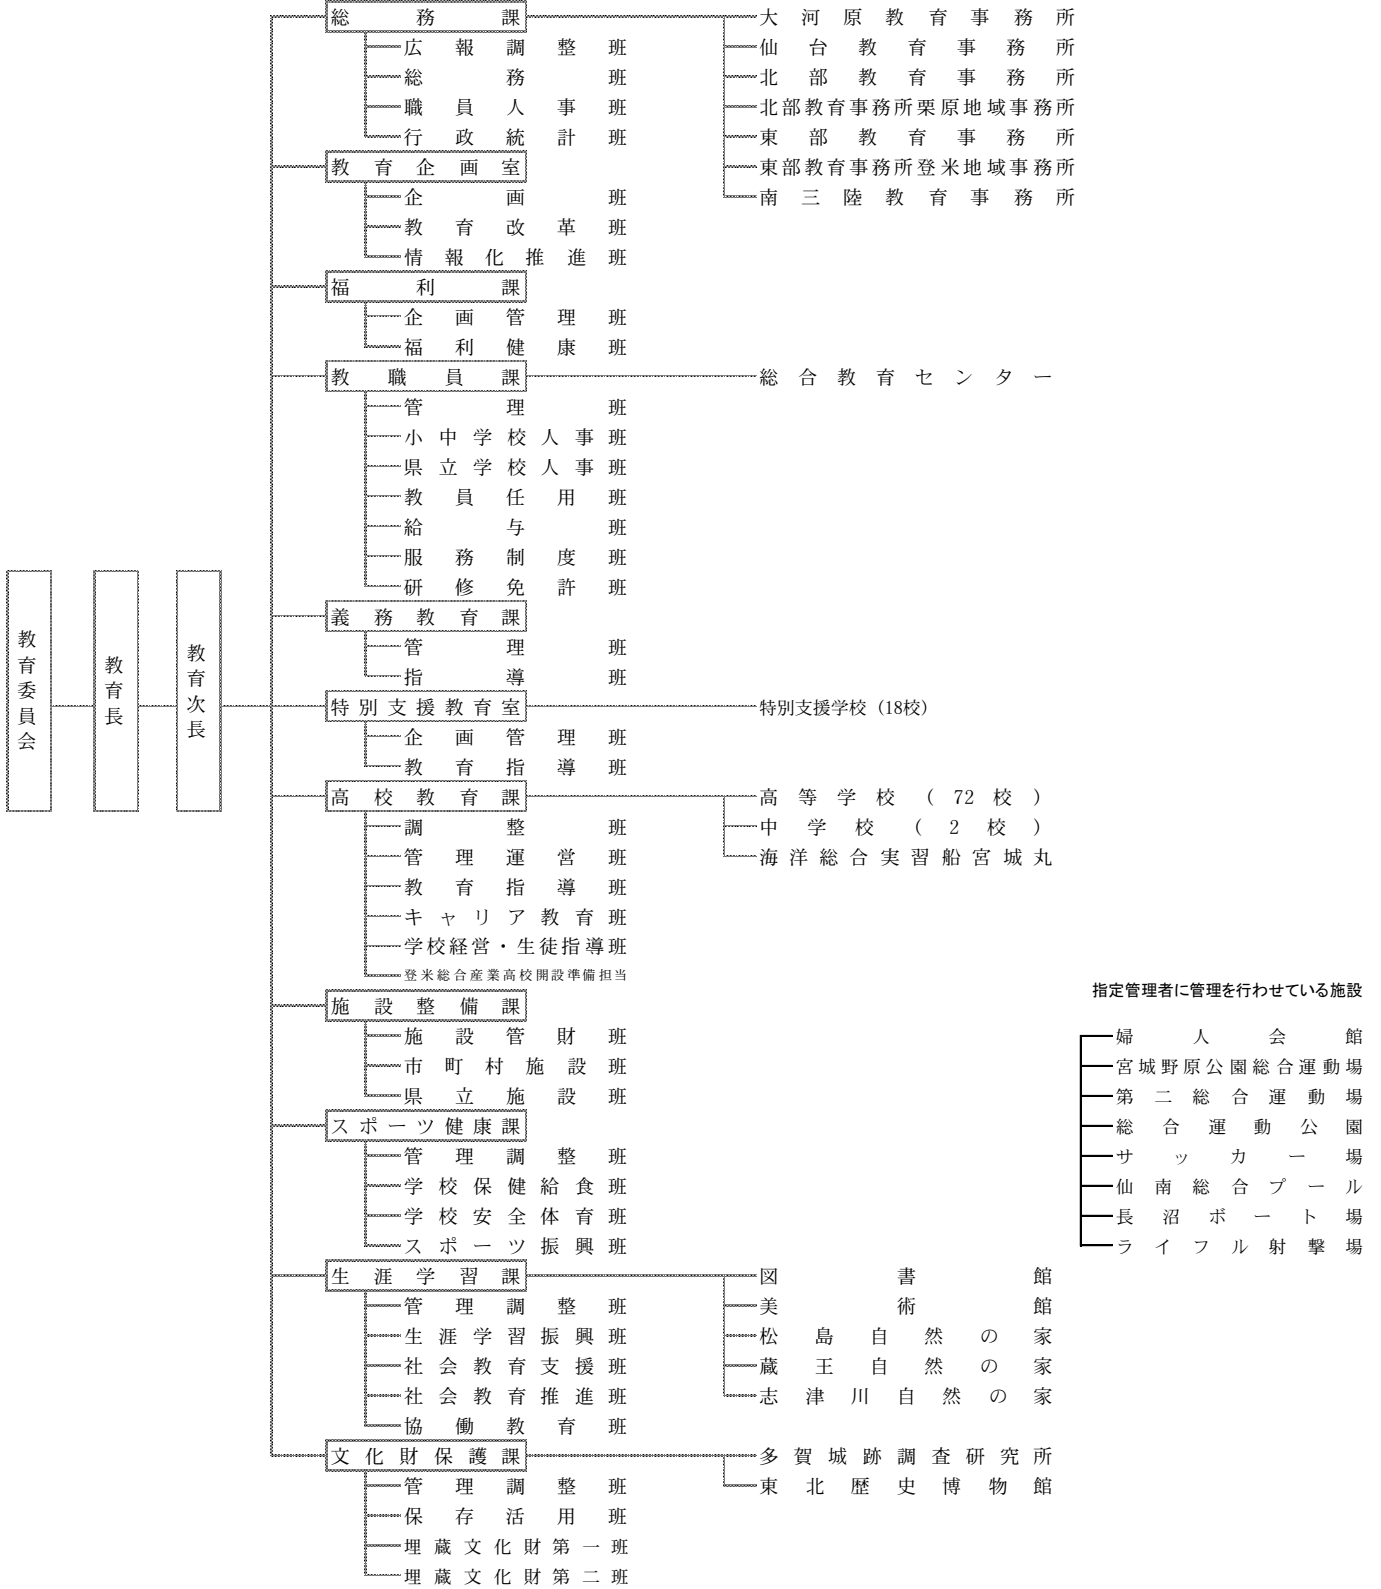 教育委員会
教育長
教育次長
総務課
広報調整班
総務班
職員人事班
行政統計班
大河原教育事務所
仙台教育事務所
北部教育事務所
北部教育事務所栗原地域事務所
東部教育事務所
東部教育事務所登米地域事務所
南三陸教育事務所
教育企画室
企画班
教育改革班
情報化推進班
福利課
企画管理班
福利健康班
教職員課
管理班
小中学校人事班
県立学校人事班
教員任用班
給与班
服務制度班
研修免許班
総合教育センター
義務教育課
管理班
指導班
特別支援教育室
企画管理班
教育指導班
特別支援学校（18校）
高校教育課
調整班
管理運営班
教育指導班
キャリア教育班
学校経営・生徒指導班
登米総合産業高校開設準備担当
高等学校（72校）
中学校（2校）
海洋総合実習船宮城丸
施設整備課
施設管財班
市町村施設班
県立施設班
スポーツ健康課
管理調整班
学校保健給食班
学校安全体育班
スポーツ振興班
指定管理者に管理を行わせている施設
婦人会館
宮城野原公園総合運動場
第二総合運動場
総合運動公園
サッカー場
仙南総合プール
長沼ボート場
ライフル射撃場
生涯学習課
管理調整班
生涯学習振興班
社会教育支援班
社会教育推進班
協働教育班
図書館
美術館
松島自然の家
蔵王自然の家
志津川自然の家
文化財保護課
管理調整班
保存活用班
埋蔵文化財第一班
埋蔵文化財第二班
多賀城跡調査研究所
東北歴史博物館